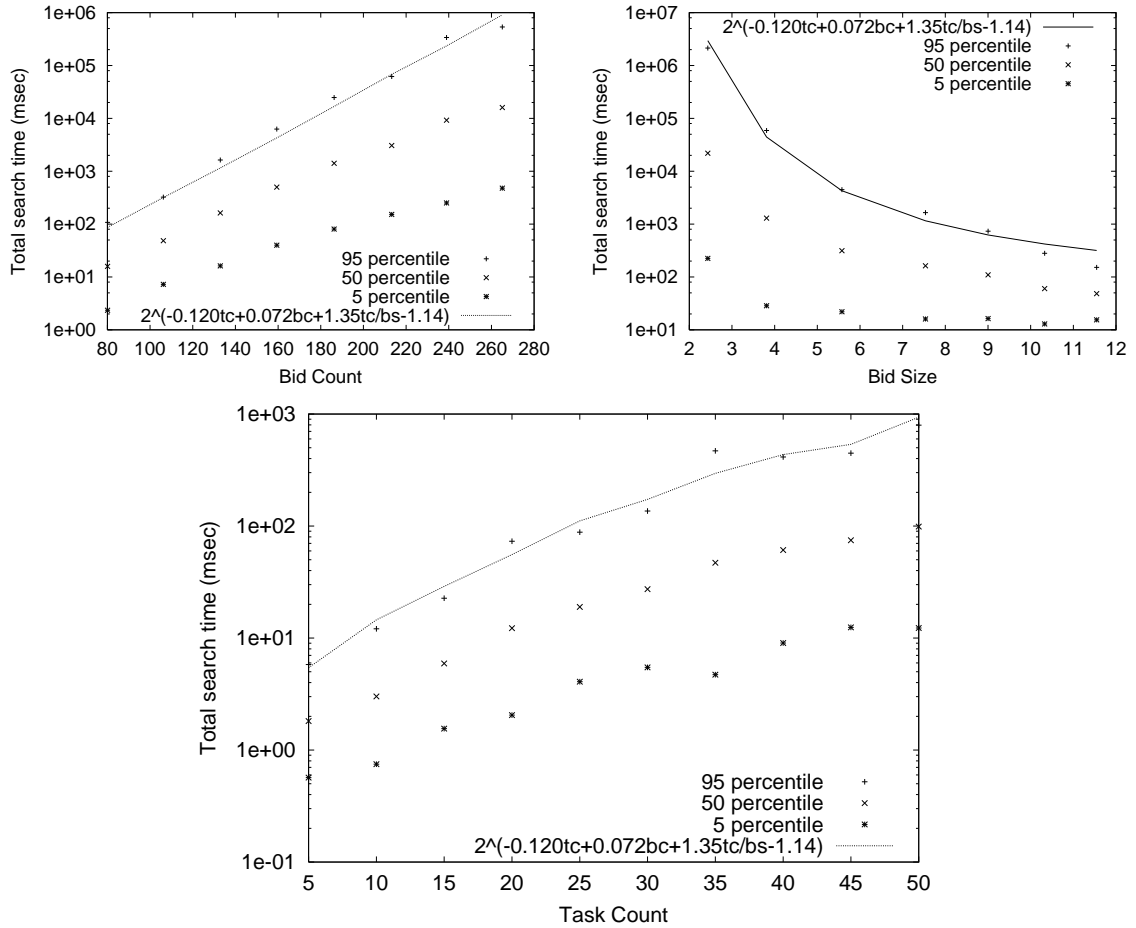 1e+06
1e+05
1e+04
1e+03
1e+02
1e+01
1e+00
80 100 120 140 160 180 200 220 240 260 280
Total search time (msec)
Bid Count
95 percentile
50 percentile
5 percentile
2^(-0.120tc+0.072bc+1.35tc/bs-1.14)
1e+07
1e+06
1e+05
1e+04
1e+03
1e+02
1e+01
2 3 4 5 6 7 8 9 10 11 12
Total search time (msec)
Bid Size
2^(-0.120tc+0.072bc+1.35tc/bs-1.14)
95 percentile
50 percentile
5 percentile
1e+03
1e+02
1e+01
1e+00
1e-01
5 10 15 20 25 30 35 40 45 50
Total search time (msec)
Task Count
95 percentile
50 percentile
5 percentile
2^(-0.120tc+0.072bc+1.35tc/bs-1.14)